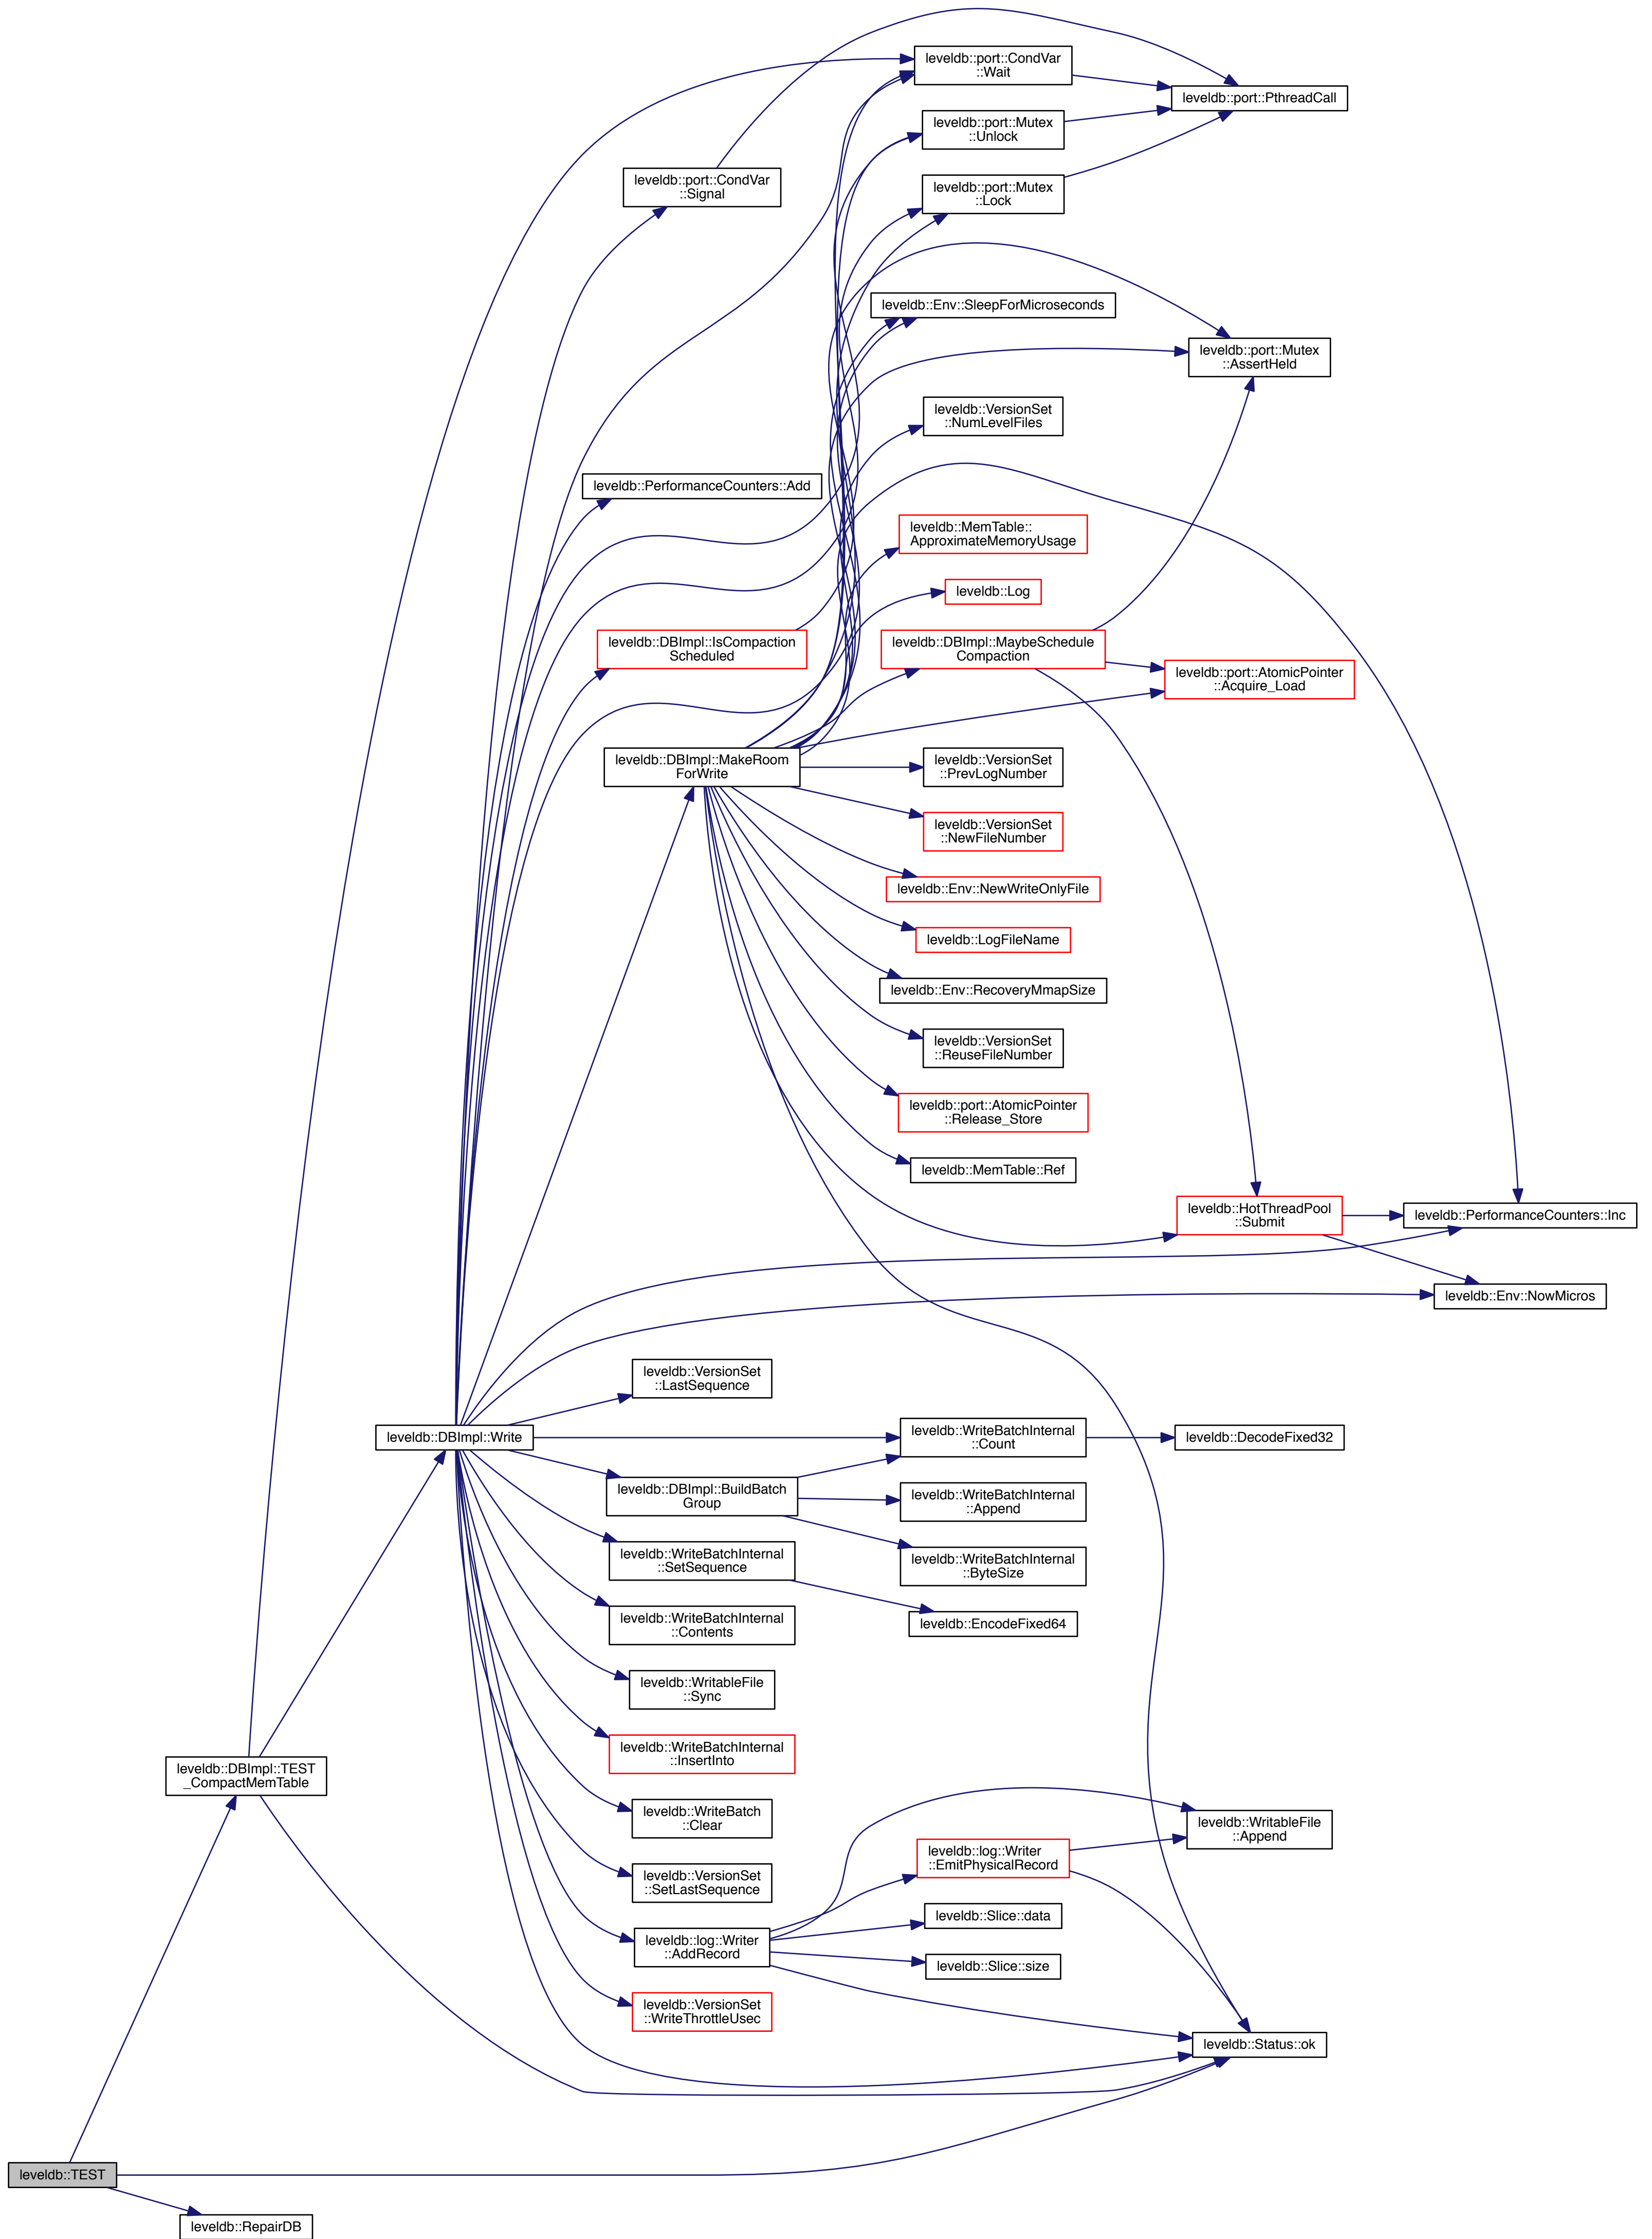 leveldb::port::CondVar
::Wait
leveldb::port::PthreadCall
leveldb::port::Mutex
::Unlock
leveldb::port::CondVar
::Signal
leveldb::port::Mutex
::Lock
leveldb::Env::SleepForMicroseconds
leveldb::port::Mutex
::AssertHeld
leveldb::VersionSet
::NumLevelFiles
leveldb::PerformanceCounters::Add
leveldb::MemTable::
ApproximateMemoryUsage
leveldb::Log
leveldb::DBImpl::IsCompaction
Scheduled
leveldb::DBImpl::MaybeSchedule
Compaction
leveldb::port::AtomicPointer
::Acquire_Load
leveldb::DBImpl::MakeRoom
ForWrite
leveldb::VersionSet
::PrevLogNumber
leveldb::VersionSet
::NewFileNumber
leveldb::Env::NewWriteOnlyFile
leveldb::LogFileName
leveldb::Env::RecoveryMmapSize
leveldb::VersionSet
::ReuseFileNumber
leveldb::port::AtomicPointer
::Release_Store
leveldb::MemTable::Ref
leveldb::HotThreadPool
::Submit
leveldb::PerformanceCounters::Inc
leveldb::Env::NowMicros
leveldb::VersionSet
::LastSequence
leveldb::DBImpl::Write
leveldb::WriteBatchInternal
::Count
leveldb::DecodeFixed32
leveldb::DBImpl::BuildBatch
Group
leveldb::WriteBatchInternal
::Append
leveldb::WriteBatchInternal
::SetSequence
leveldb::WriteBatchInternal
::ByteSize
leveldb::WriteBatchInternal
::Contents
leveldb::EncodeFixed64
leveldb::WritableFile
::Sync
leveldb::WriteBatchInternal
::InsertInto
leveldb::DBImpl::TEST
_CompactMemTable
leveldb::WriteBatch
::Clear
leveldb::WritableFile
::Append
leveldb::log::Writer
::EmitPhysicalRecord
leveldb::VersionSet
::SetLastSequence
leveldb::Slice::data
leveldb::log::Writer
::AddRecord
leveldb::Slice::size
leveldb::VersionSet
::WriteThrottleUsec
leveldb::Status::ok
leveldb::TEST
leveldb::RepairDB